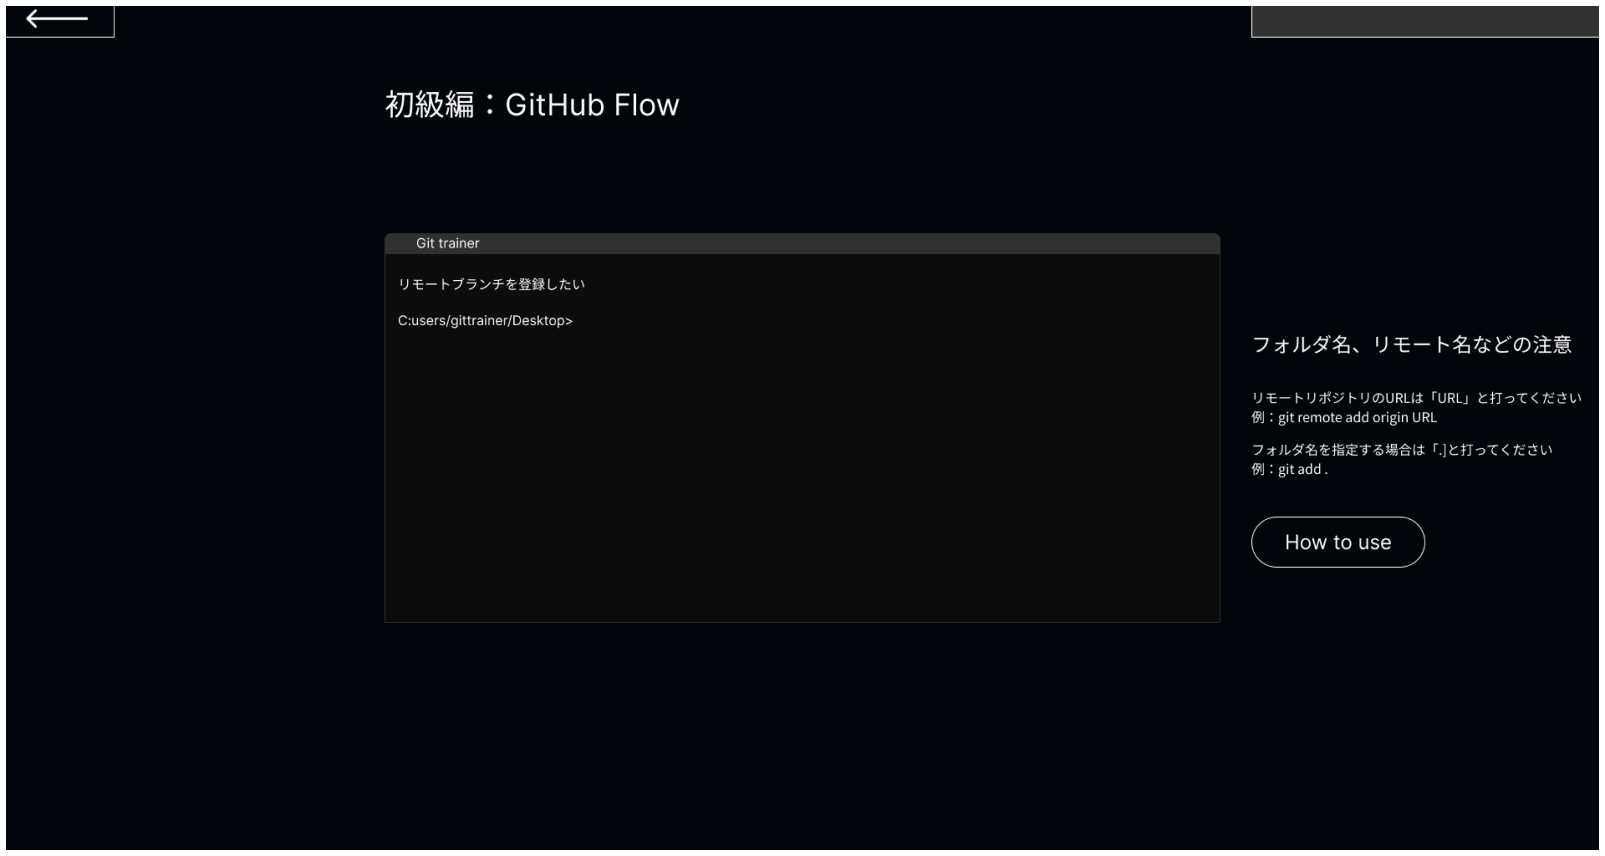 初級編：GitHub Flow
Git trainer
リモートブランチを登録したい
C:users/gittrainer/Desktop>
フォルダ名、リモート名などの注意
リモートリポジトリのURLは「URL」と打ってください
例：git remote add origin URL
フォルダ名を指定する場合は「.]と打ってください
例：git add .
How to use